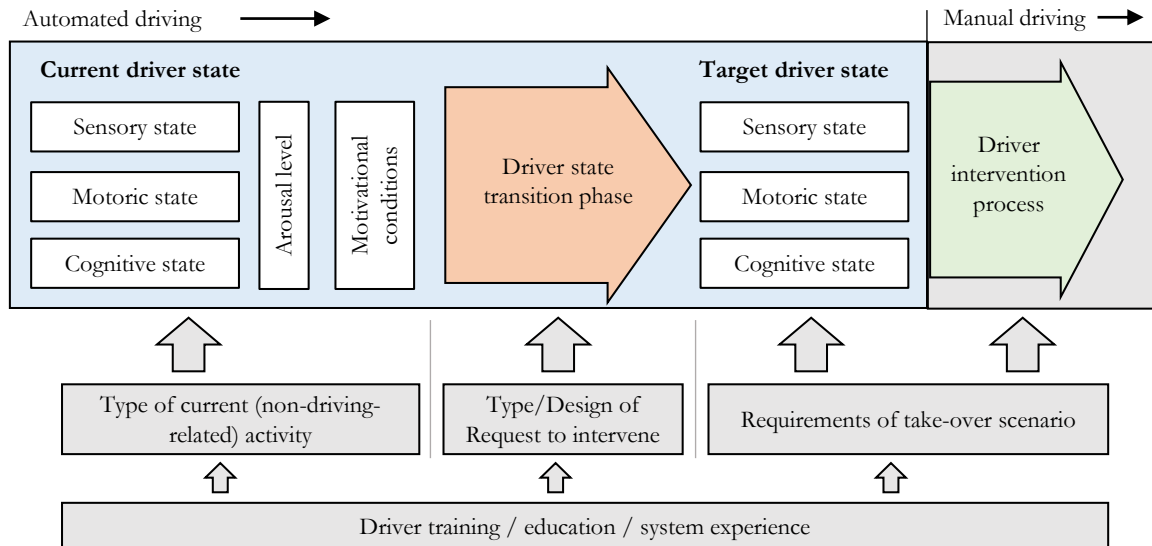 Automated driving
Manual driving
Current driver state
Target driver state
Sensory state
Motoric state
Cognitive state
Arousal level
Motivational
conditions
Driver state
transition phase
Sensory state
Motoric state
Cognitive state
Driver
intervention
process
Type of current (non-driving-
related) activity
Type/Design of
Request to intervene
Requirements of take-over scenario
Driver training / education / system experience